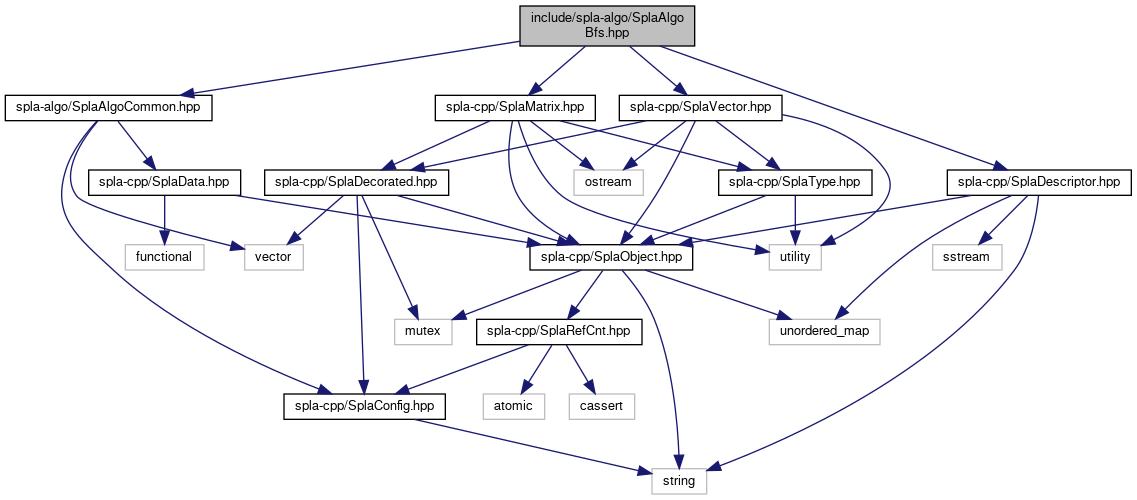 include/spla-algo/SplaAlgo
Bfs.hpp
spla-algo/SplaAlgoCommon.hpp
spla-cpp/SplaMatrix.hpp
spla-cpp/SplaVector.hpp
spla-cpp/SplaData.hpp
spla-cpp/SplaDecorated.hpp
ostream
spla-cpp/SplaType.hpp
spla-cpp/SplaDescriptor.hpp
functional
vector
spla-cpp/SplaObject.hpp
utility
sstream
mutex
spla-cpp/SplaRefCnt.hpp
unordered_map
spla-cpp/SplaConfig.hpp
atomic
cassert
string